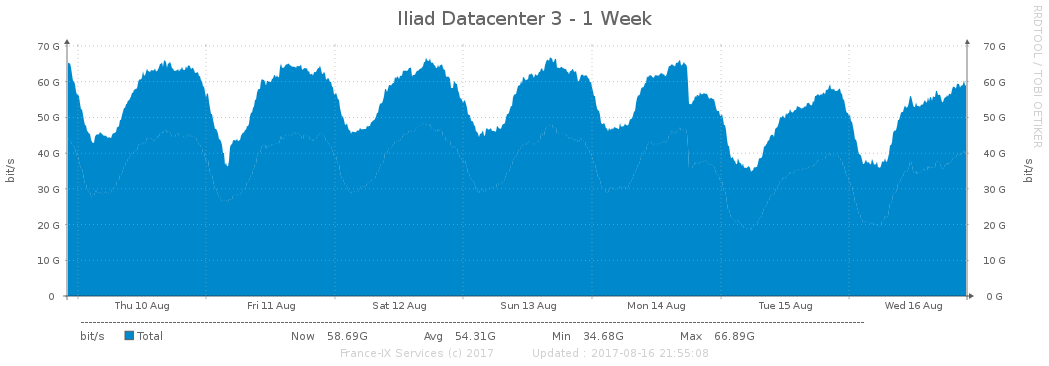 Iliad Datacenter 3 - 1 Week
RRDTOOL / TOBI OETIKER
70 G 70 G
60 G 60 G
50 G 50 G
40 G 40 G
30 G 30 G
20 G 20 G
10 G 10 G
0 0 G
bit/s bit/s
Thu 10 Aug Fri 11 Aug Sat 12 Aug Sun 13 Aug Mon 14 Aug Tue 15 Aug Wed 16 Aug
bit/s Total Now 58.69G Avg 54.31G Min 34.68G Max 66.89G
France-IX Services (c) 2017 Updated : 2017-08-16 21:55:08